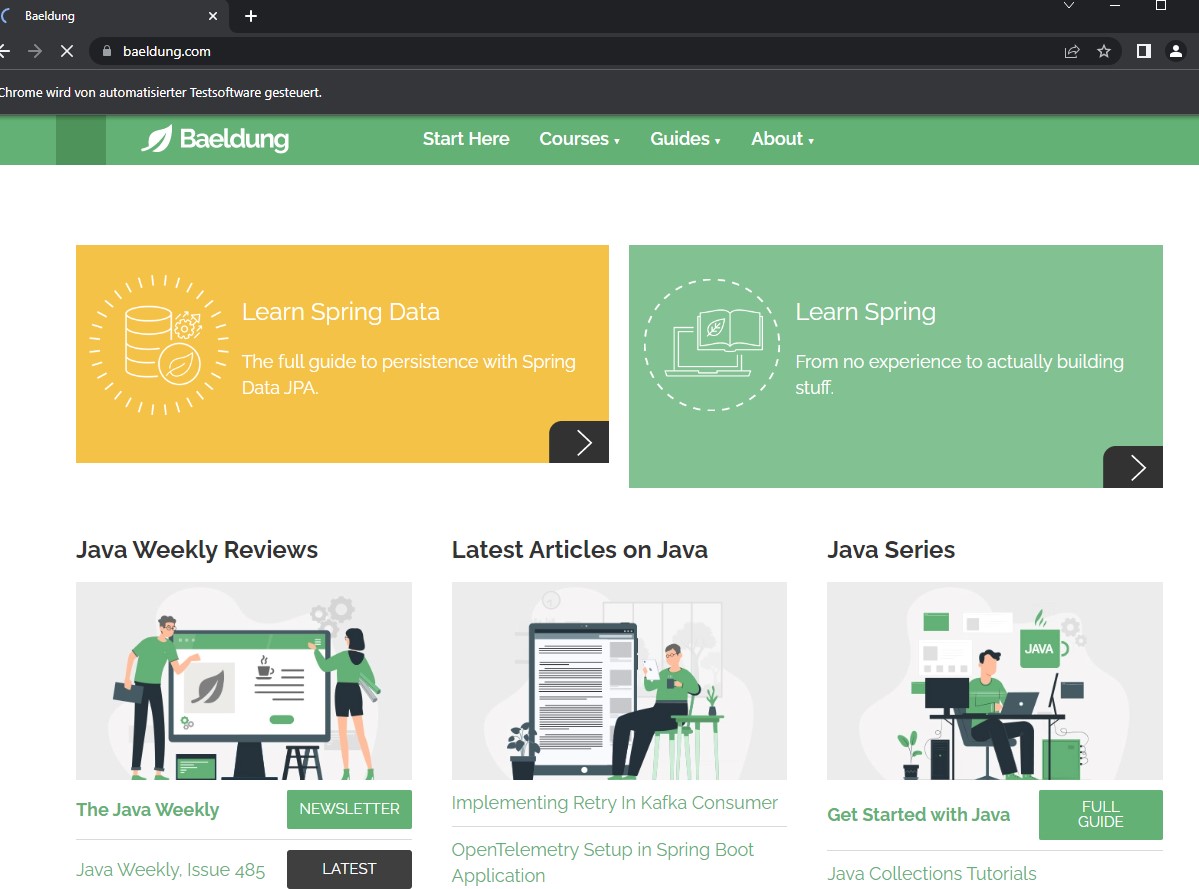 Baeldung
baeldung.com
Chrome wird von automatisierter Testsoftware gesteuert.
Baeldung
Start Here
Courses
Guides
About
Learn Spring Data
The full guide to persistence with Spring
Data JPA.
Learn Spring
From no experience to actually building
stuff.
Java Weekly Reviews
Latest Articles on Java
Java Series
JAVA
The Java Weekly
NEWSLETTER
Java Weekly, Issue 485
LATEST
Implementing Retry In Kafka Consumer
OpenTelemetry Setup in Spring Boot
Application
Get Started with Java
FULL
GUIDE
Java Collections Tutorials